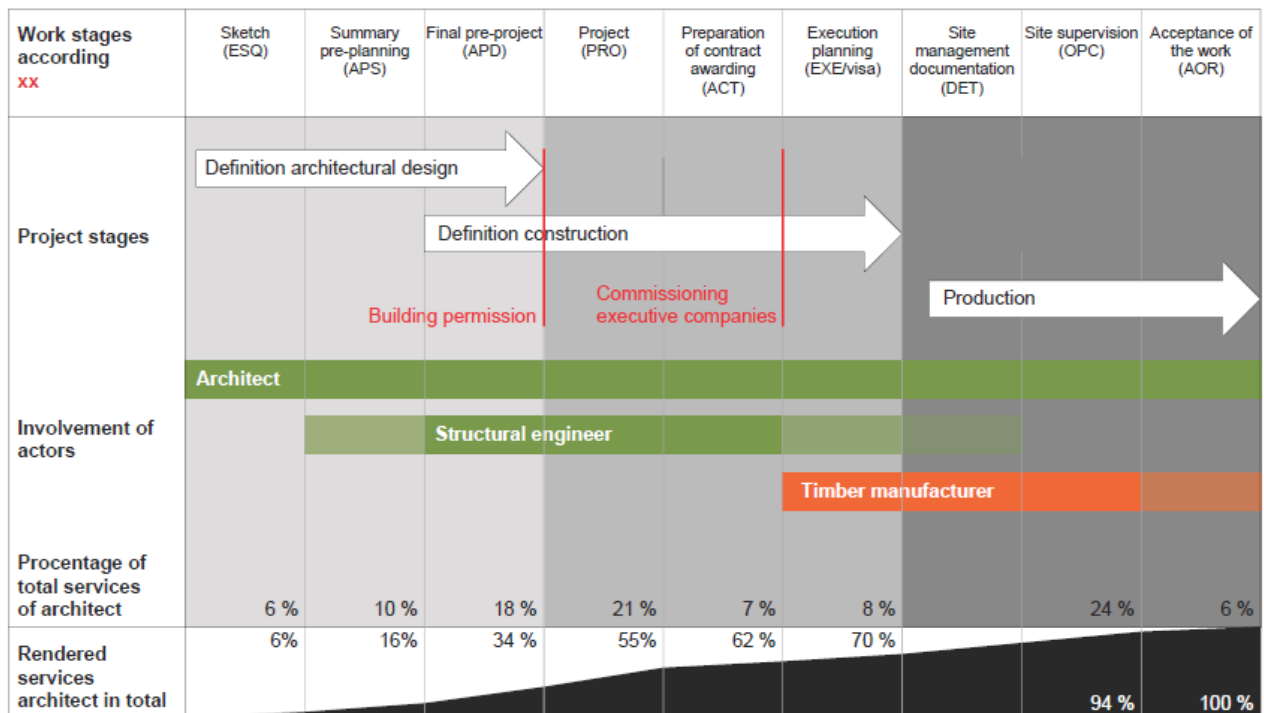 Work stages
according
xx
Sketch
(ESQ)
Summary
pre-planning
(APS)
Final pre-project
(APD)
Project
(PRO)
Preparation
of contract
awarding
(ACT)
Execution
planning
(EXE/visa)
Site
management
documentation
(DET)
Site supervision
(OPC)
Acceptance of
the work
(AOR)
Project stages
Definition architectural design
Definition construction
Building permission
Commissioning
executive companies
Production
Involvement of
actors
Architect
Structural engineer
Timber manufacturer
Procentage of
total services
of architect
6 %
10 %
18 %
21 %
7 %
8 %
24 %
6 %
Rendered
services
architect in total
6%
16%
34 %
55%
62 %
70 %
94 %
100 %